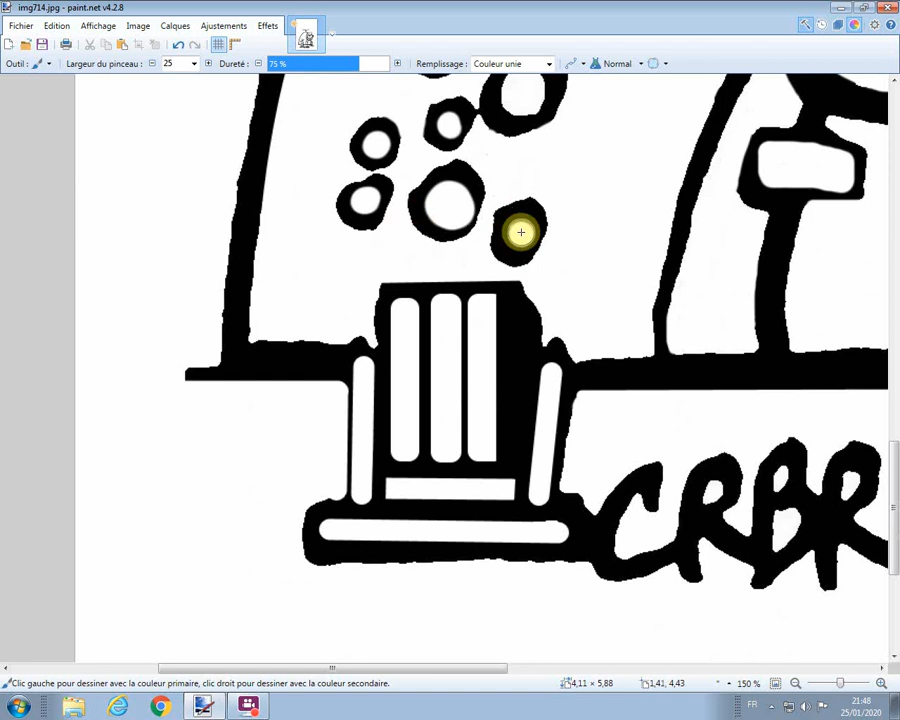 img714.jpg - paint.net v4.2.8
Fichier Edition Affichage Image Calques Ajustements Effets
Outil : Largeur du pinceau : 25 Dureté : 75 % Remplissage : Couleur unie Normal
CRBR
Clic gauche pour dessiner avec la couleur primaire, clic droit pour dessiner avec la couleur secondaire. 4,11 × 5,88 1,41, 4,43 " 150 %
FR 21:48
25/01/2020